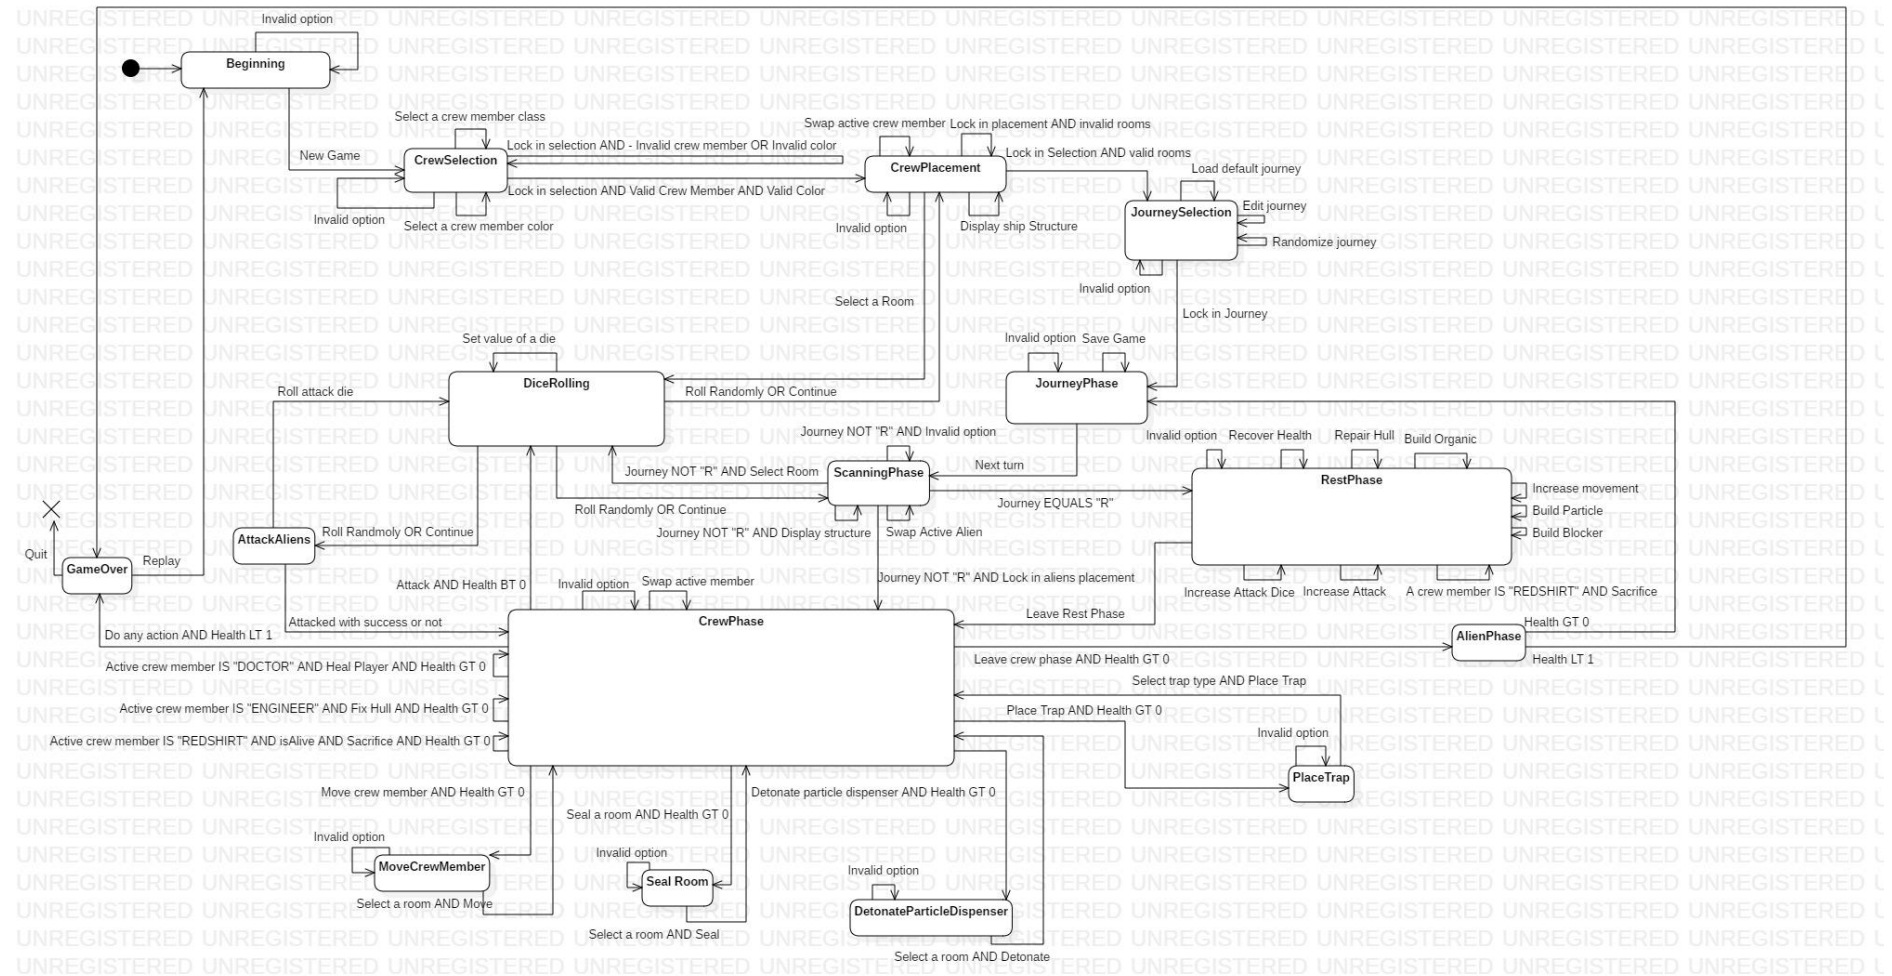 Invalid option
Beginning
Select a crew member class
Swap active crew member
Lock in placement AND invalid rooms
Lock in selection AND - Invalid crew member OR Invalid color
New Game
CrewSelection
CrewPlacement
Lock in Selection AND valid rooms
Load default journey
Lock in selection AND Valid Crew Member AND Valid Color
JourneySelection
Edit journey
Invalid option
Select a crew member color
Invalid option
Display ship Structure
Randomize journey
Invalid option
Select a Room
Lock in Journey
Set value of a die
Invalid option
Save Game
DiceRolling
JourneyPhase
Roll attack die
Roll Randomly OR Continue
Journey NOT "R" AND Invalid option
Invalid option
Recover Health
Repair Hull
Build Organic
Journey NOT "R" AND Select Room
ScanningPhase
Next turn
RestPhase
Increase movement
Roll Randomly OR Continue
Journey EQUALS "R"
Build Particle
Roll Randmoly OR Continue
Journey NOT "R" AND Display structure
Swap Active Alien
Build Blocker
AttackAliens
Quit
GameOver
Replay
Attack AND Health BT 0
Invalid option
Swap active member
Journey NOT "R" AND Lock in aliens placement
Increase Attack Dice
Increase Attack
A crew member IS "REDSHIRT" AND Sacrifice
Attacked with success or not
CrewPhase
Leave Rest Phase
Health GT 0
Do any action AND Health LT 1
AlienPhase
Active crew member IS "DOCTOR" AND Heal Player AND Health GT 0
Leave crew phase AND Health GT 0
Health LT 1
Select trap type AND Place Trap
Active crew member IS "ENGINEER" AND Fix Hull AND Health GT 0
Place Trap AND Health GT 0
Active crew member IS "REDSHIRT" AND isAlive AND Sacrifice AND Health GT 0
Invalid option
PlaceTrap
Move crew member AND Health GT 0
Detonate particle dispenser AND Health GT 0
Seal a room AND Health GT 0
Invalid option
Invalid option
MoveCrewMember
Invalid option
Seal Room
Select a room AND Move
DetonateParticleDispenser
Select a room AND Seal
Select a room AND Detonate
UNREGISTERED